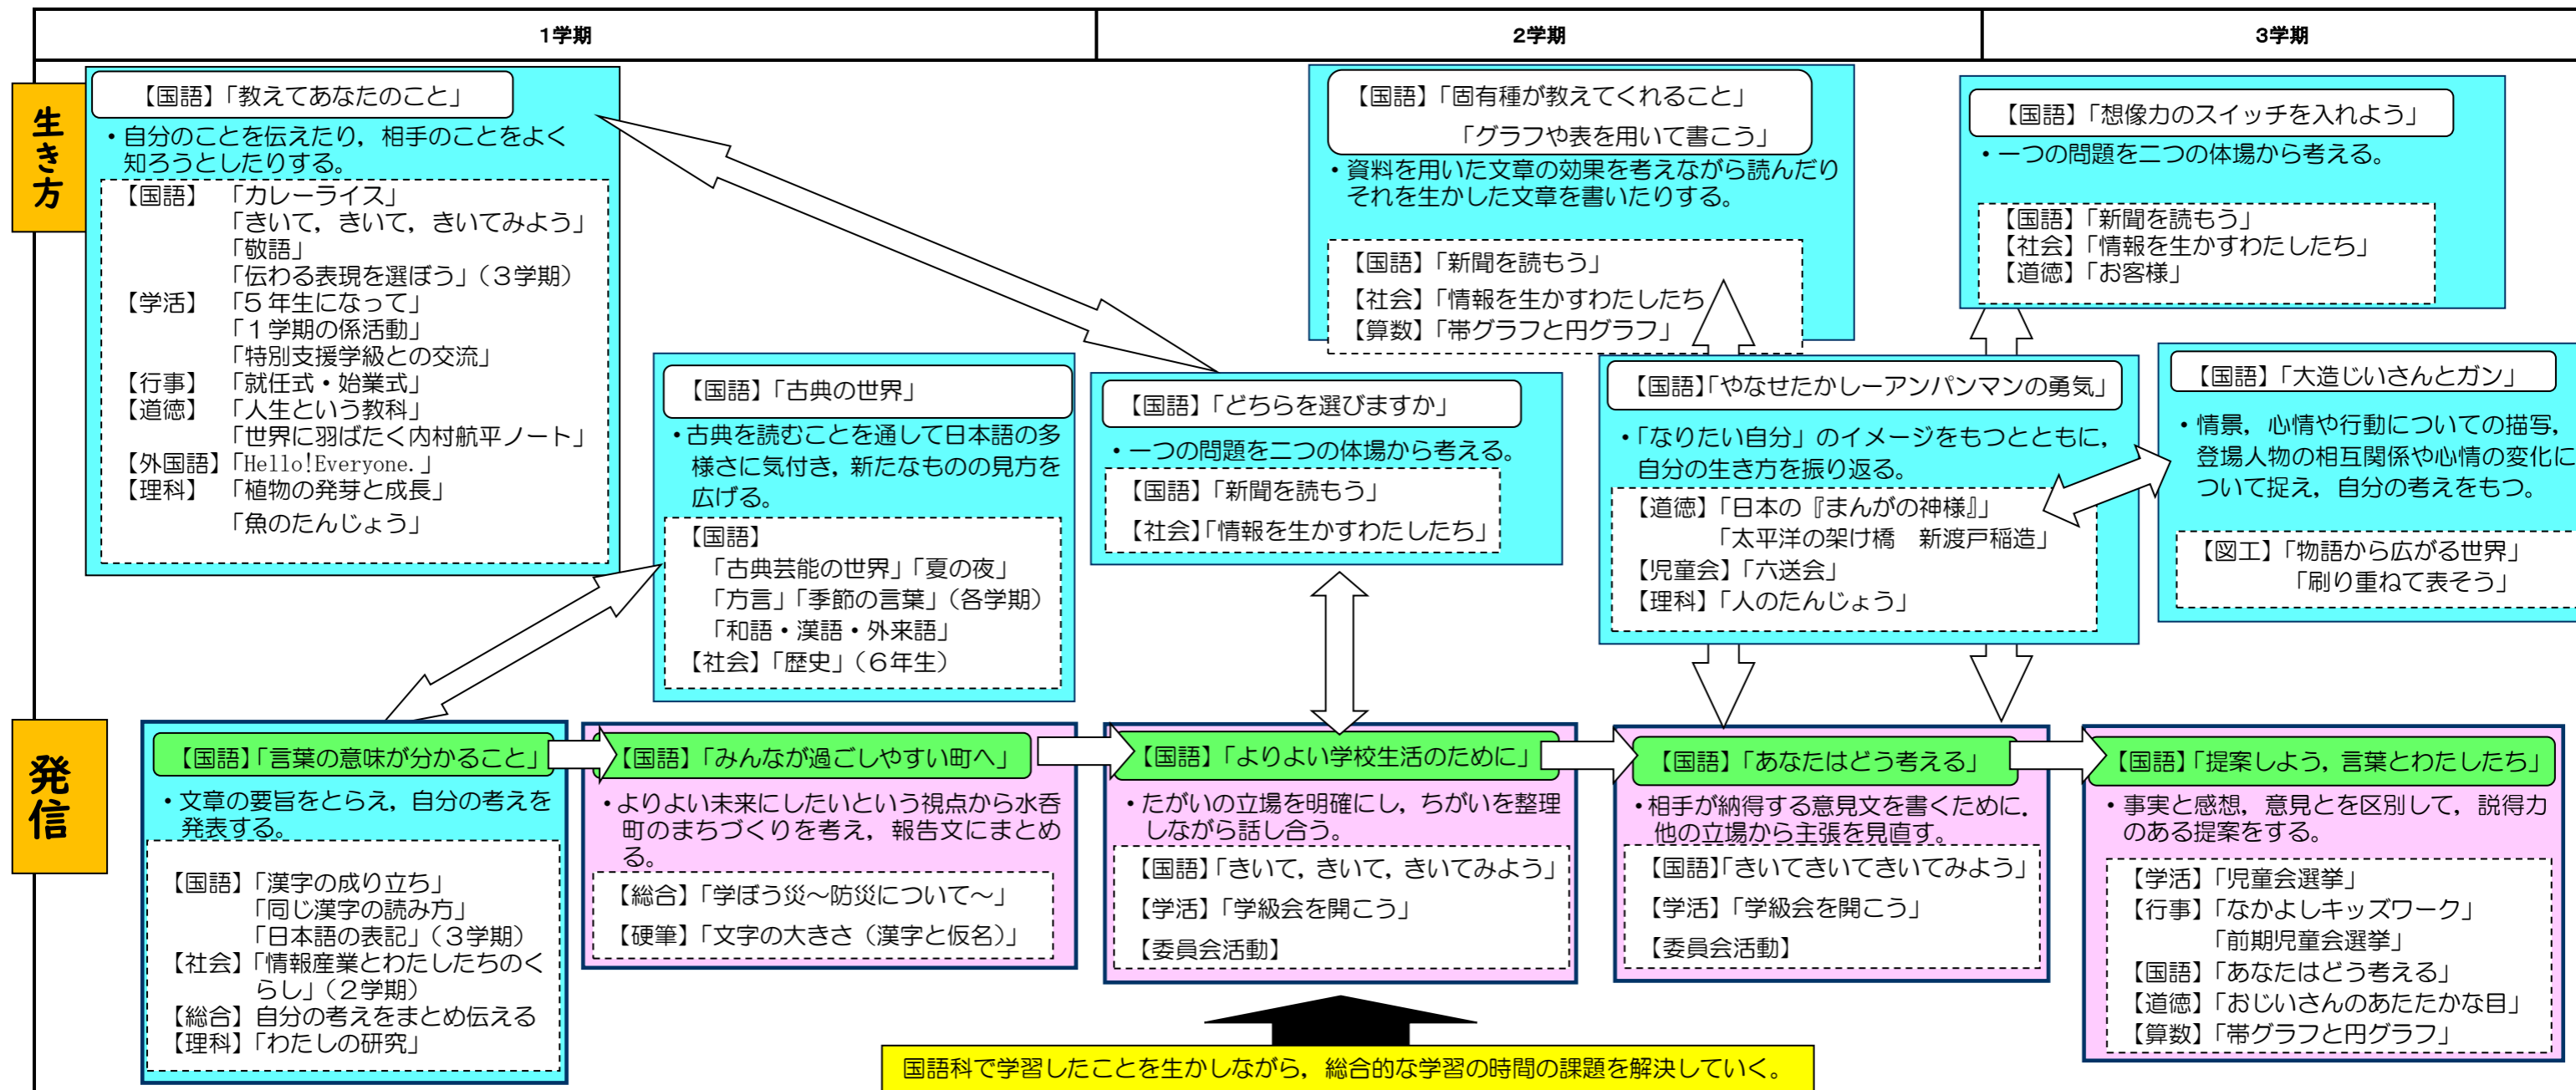 1学期
2学期
3学期
生き方
【国語】「教えてあなたのこと」
・自分のことを伝えたり，相手のことをよく
知ろうとしたりする。
【国語】「カレーライス」
「きいて，きいて，きいてみよう」
「敬語」
「伝わる表現を選ぼう」（３学期）
【学活】「５年生になって」
「１学期の係活動」
「特別支援学級との交流」
【行事】「就任式・始業式」
【道徳】「人生という教科」
「世界に羽ばたく内村航平ノート」
【外国語】「Hello!Everyone.」
【理科】「植物の発芽と成長」
「魚のたんじょう」
【国語】「古典の世界」
・古典を読むことを通して日本語の多
様さに気付き，新たなものの見方を
広げる。
【国語】
「古典芸能の世界」「夏の夜」
「方言」「季節の言葉」（各学期）
「和語・漢語・外来語」
【社会】「歴史」（６年生）
【国語】「どちらを選びますか」
・一つの問題を二つの体場から考える。
【国語】「新聞を読もう」
【社会】「情報を生かすわたしたち」
【国語】「固有種が教えてくれること」
「グラフや表を用いて書こう」
・資料を用いた文章の効果を考えながら読んだり
それを生かした文章を書いたりする。
【国語】「新聞を読もう」
【社会】「情報を生かすわたしたち
【算数】「帯グラフと円グラフ」
【国語】「やなせたかしーアンパンマンの勇気」
・「なりたい自分」のイメージをもつとともに，
自分の生き方を振り返る。
【道徳】「日本の『まんがの神様』」
「太平洋の架け橋　新渡戸稲造」
【児童会】「六送会」
【理科】「人のたんじょう」
【国語】「想像力のスイッチを入れよう」
・一つの問題を二つの体場から考える。
【国語】「新聞を読もう」
【社会】「情報を生かすわたしたち」
【道徳】「お客様」
【国語】「大造じいさんとガン」
・情景，心情や行動についての描写，
登場人物の相互関係や心情の変化に
ついて捉え，自分の考えをもつ。
【図工】「物語から広がる世界」
「刷り重ねて表そう」
発信
【国語】「言葉の意味が分かること」
・文章の要旨をとらえ，自分の考えを
発表する。
【国語】「漢字の成り立ち」
「同じ漢字の読み方」
「日本語の表記」（３学期）
【社会】「情報産業とわたしたちのく
らし」（２学期）
【総合】自分の考えをまとめ伝える
【理科】「わたしの研究」
【国語】「みんなが過ごしやすい町へ」
・よりよい未来にしたいという視点から水呑
町のまちづくりを考え，報告文にまとめ
る。
【総合】「学ぼう災～防災について～」
【硬筆】「文字の大きさ（漢字と仮名）」
【国語】「よりよい学校生活のために」
・たがいの立場を明確にし，ちがいを整理
しながら話し合う。
【国語】「きいて，きいて，きいてみよう」
【学活】「学級会を開こう」
【委員会活動】
【国語】「あなたはどう考える」
・相手が納得する意見文を書くために．
他の立場から主張を見直す。
【国語】「きいてきいてきいてみよう」
【学活】「学級会を開こう」
【委員会活動】
【国語】「提案しよう，言葉とわたしたち」
・事実と感想，意見とを区別して，説得力
のある提案をする。
【学活】「児童会選挙」
【行事】「なかよしキッズワーク」
「前期児童会選挙」
【国語】「あなたはどう考える」
【道徳】「おじいさんのあたたかな目」
【算数】「帯グラフと円グラフ」
国語科で学習したことを生かしながら，総合的な学習の時間の課題を解決していく。